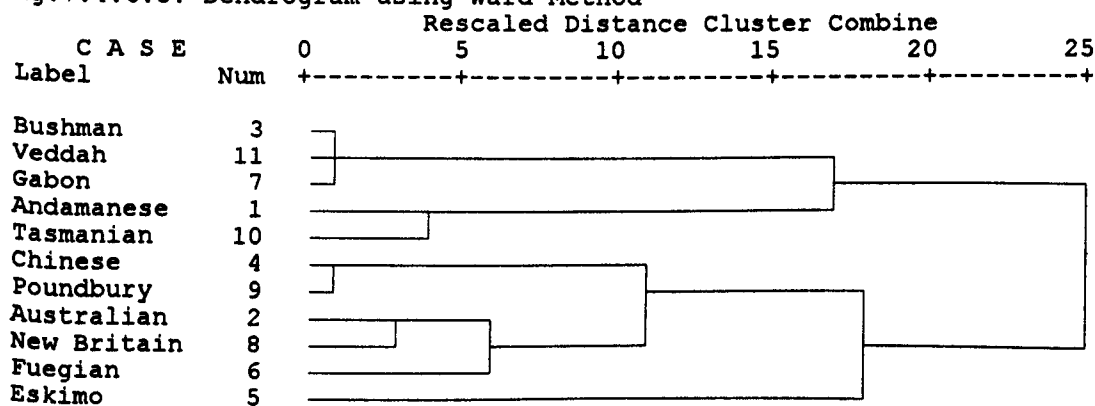 Dendrogram using Ward Method
Rescaled Distance Cluster Combine
C A S E 0 5 10 15 20 25
Label Num +---------+---------+---------+---------+---------+
Bushman 3
Veddah 11
Gabon 7
Andamanese 1
Tasmanian 10
Chinese 4
Poundbury 9
Australian 2
New Britain 8
Fuegian 6
Eskimo 5